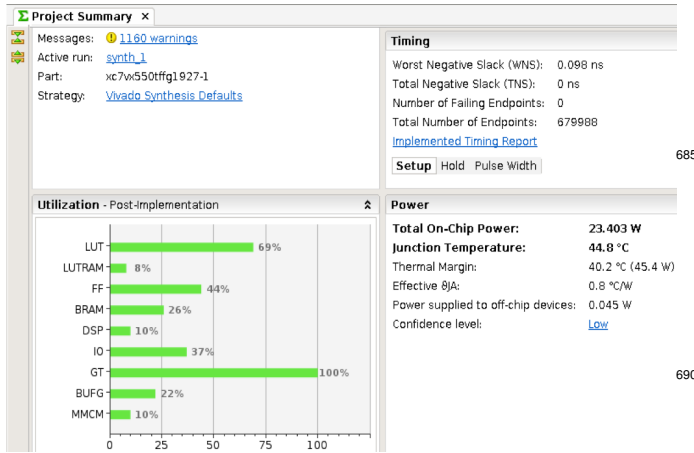 Σ Project Summary ×
Messages: 1160 warnings
Active run: synth_1
Part: xc7vx550tffg1927-1
Strategy: Vivado Synthesis Defaults
Timing
Worst Negative Slack (WNS): 0.098 ns
Total Negative Slack (TNS): 0 ns
Number of Failing Endpoints: 0
Total Number of Endpoints: 679988
Implemented Timing Report
Setup Hold Pulse Width
685
Utilization - Post-Implementation
LUT 69%
LUTRAM 8%
FF 44%
BRAM 26%
DSP 10%
IO 37%
GT 100%
BUFG 22%
MMCM 10%
0 25 50 75 100
Power
Total On-Chip Power: 23.403 W
Junction Temperature: 44.8 °C
Thermal Margin: 40.2 °C (45.4 W)
Effective θJA: 0.8 °C/W
Power supplied to off-chip devices: 0.045 W
Confidence level: Low
690